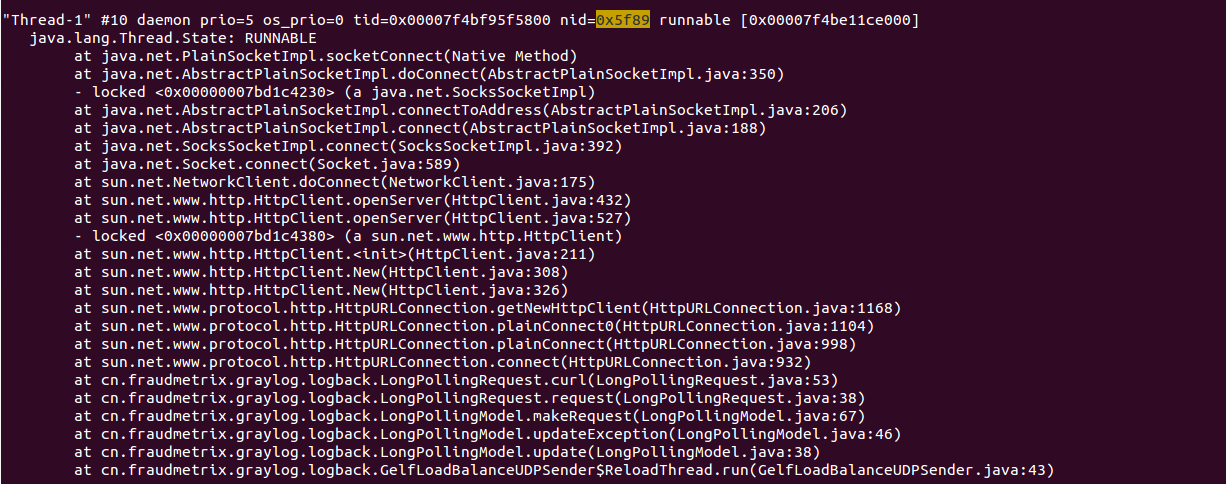 "Thread-1" #10 daemon prio=5 os_prio=0 tid=0x00007f4bf95f5800 nid=0x5f89 runnable [0x00007f4be11ce000]
java.lang.Thread.State: RUNNABLE
at java.net.PlainSocketImpl.socketConnect(Native Method)
at java.net.AbstractPlainSocketImpl.doConnect(AbstractPlainSocketImpl.java:350)
- locked <0x00000007bd1c4230> (a java.net.SocksSocketImpl)
at java.net.AbstractPlainSocketImpl.connectToAddress(AbstractPlainSocketImpl.java:206)
at java.net.AbstractPlainSocketImpl.connect(AbstractPlainSocketImpl.java:188)
at java.net.SocksSocketImpl.connect(SocksSocketImpl.java:392)
at java.net.Socket.connect(Socket.java:589)
at sun.net.NetworkClient.doConnect(NetworkClient.java:175)
at sun.net.www.http.HttpClient.openServer(HttpClient.java:432)
at sun.net.www.http.HttpClient.openServer(HttpClient.java:527)
- locked <0x00000007bd1c4380> (a sun.net.www.http.HttpClient)
at sun.net.www.http.HttpClient.<init>(HttpClient.java:211)
at sun.net.www.http.HttpClient.New(HttpClient.java:308)
at sun.net.www.http.HttpClient.New(HttpClient.java:326)
at sun.net.www.protocol.http.HttpURLConnection.getNewHttpClient(HttpURLConnection.java:1168)
at sun.net.www.protocol.http.HttpURLConnection.plainConnect0(HttpURLConnection.java:1104)
at sun.net.www.protocol.http.HttpURLConnection.plainConnect(HttpURLConnection.java:998)
at sun.net.www.protocol.http.HttpURLConnection.connect(HttpURLConnection.java:932)
at cn.fraudmetrix.graylog.logback.LongPollingRequest.curl(LongPollingRequest.java:53)
at cn.fraudmetrix.graylog.logback.LongPollingRequest.request(LongPollingRequest.java:38)
at cn.fraudmetrix.graylog.logback.LongPollingModel.makeRequest(LongPollingModel.java:67)
at cn.fraudmetrix.graylog.logback.LongPollingModel.updateException(LongPollingModel.java:46)
at cn.fraudmetrix.graylog.logback.LongPollingModel.update(LongPollingModel.java:38)
at cn.fraudmetrix.graylog.logback.GelfLoadBalanceUDPSender$ReloadThread.run(GelfLoadBalanceUDPSender.java:43)